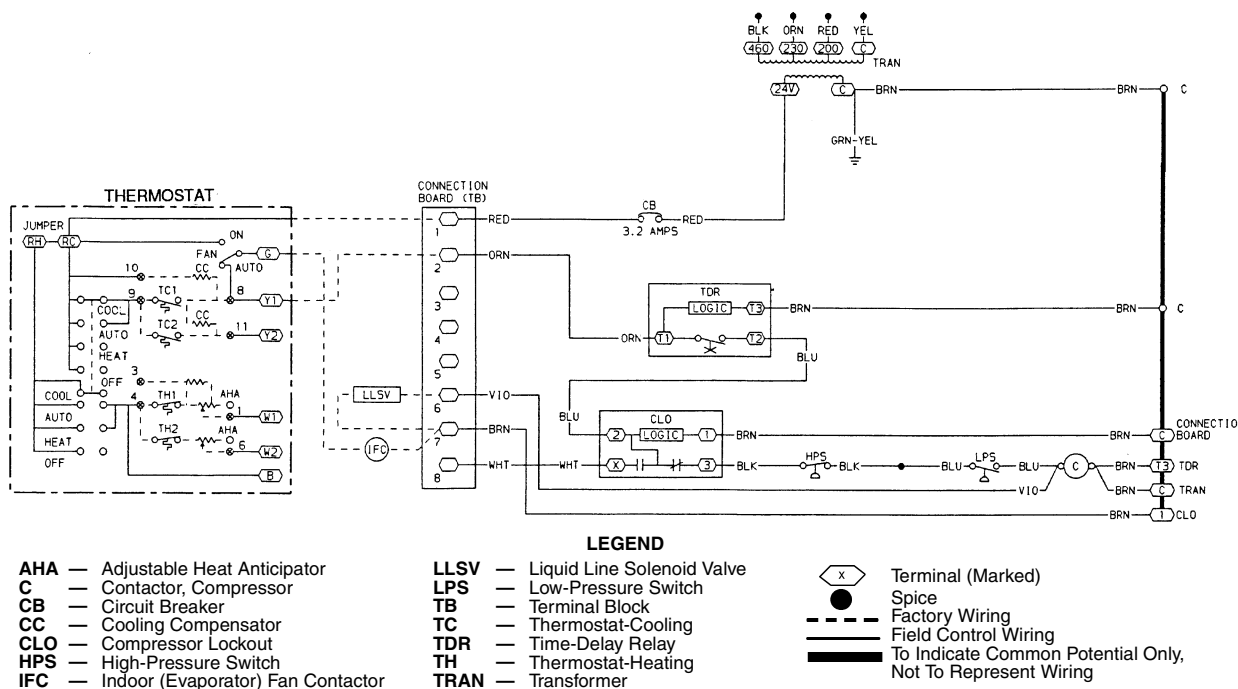 BLK ORN RED YEL
460 230 200 C
TRAN
24V C BRN BRN C
GRN-YEL
THERMOSTAT
CONNECTION
BOARD (TB)
JUMPER
RH RC
ON
FAN
G
AUTO
1
RED
CB
RED
3.2 AMPS
2
ORN
10
CC
9
TC1
8
Y1
COOL
CC
TC2
11
Y2
AUTO
HEAT
OFF
3
4
5
TDR
LOGIC
T3
BRN
BRN
C
ORN
T1
T2
BLU
3
COOL
4
TH1
AHA
1
W1
AUTO
TH2
AHA
HEAT
6
W2
OFF
B
LLSV
6
VIO
7
BRN
IFC
8
WHT
WHT
BLU
CLO
2
LOGIC
1
BRN
BRN
C
CONNECTIO
BOARD
X
3
BLK
HPS
BLK
BLU
LPS
BLU
C
BRN
T3
TDR
VIO
BRN
C
TRAN
BRN
1
CLO
LEGEND
AHA — Adjustable Heat Anticipator
C — Contactor, Compressor
CB — Circuit Breaker
CC — Cooling Compensator
CLO — Compressor Lockout
HPS — High-Pressure Switch
IFC — Indoor (Evaporator) Fan Contactor
LLSV — Liquid Line Solenoid Valve
LPS — Low-Pressure Switch
TB — Terminal Block
TC — Thermostat-Cooling
TDR — Time-Delay Relay
TH — Thermostat-Heating
TRAN — Transformer
X Terminal (Marked)
Spice
Factory Wiring
Field Control Wiring
To Indicate Common Potential Only,
Not To Represent Wiring